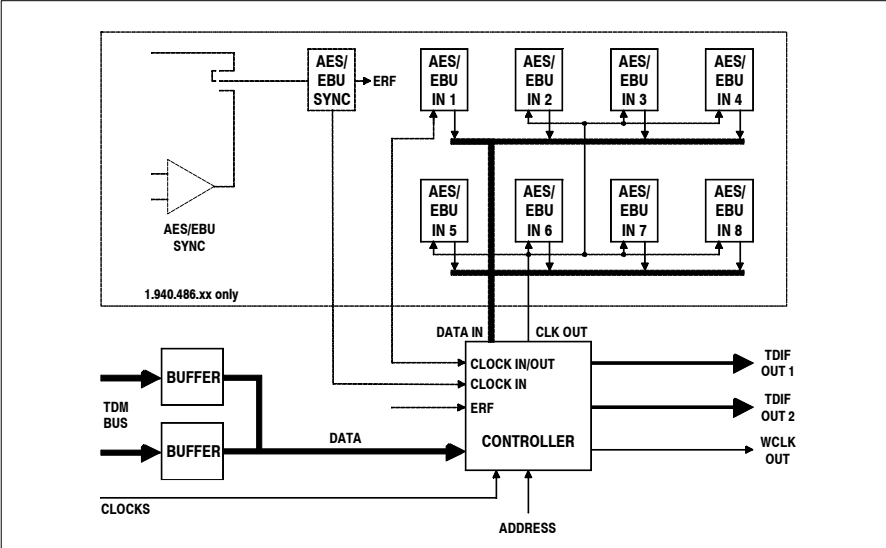 AES/
EBU
SYNC
ERF
AES/
EBU
IN 1
AES/
EBU
IN 2
AES/
EBU
IN 3
AES/
EBU
IN 4
AES/EBU
SYNC
AES/
EBU
IN 5
AES/
EBU
IN 6
AES/
EBU
IN 7
AES/
EBU
IN 8
1.940.486.xx only
DATA IN
CLK OUT
BUFFER
TDM
BUS
BUFFER
DATA
CLOCK IN/OUT
CLOCK IN
ERF
CONTROLLER
TDIF
OUT 1
TDIF
OUT 2
WCLK
OUT
CLOCKS
ADDRESS